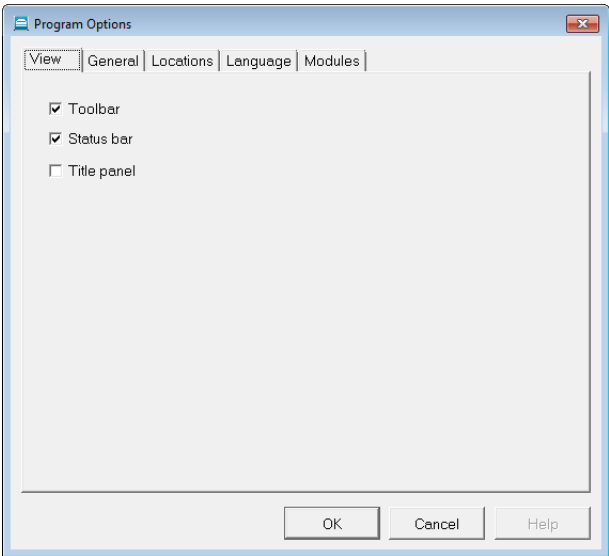 Program Options
View General Locations Language Modules
Toolbar
Status bar
Title panel
OK Cancel Help